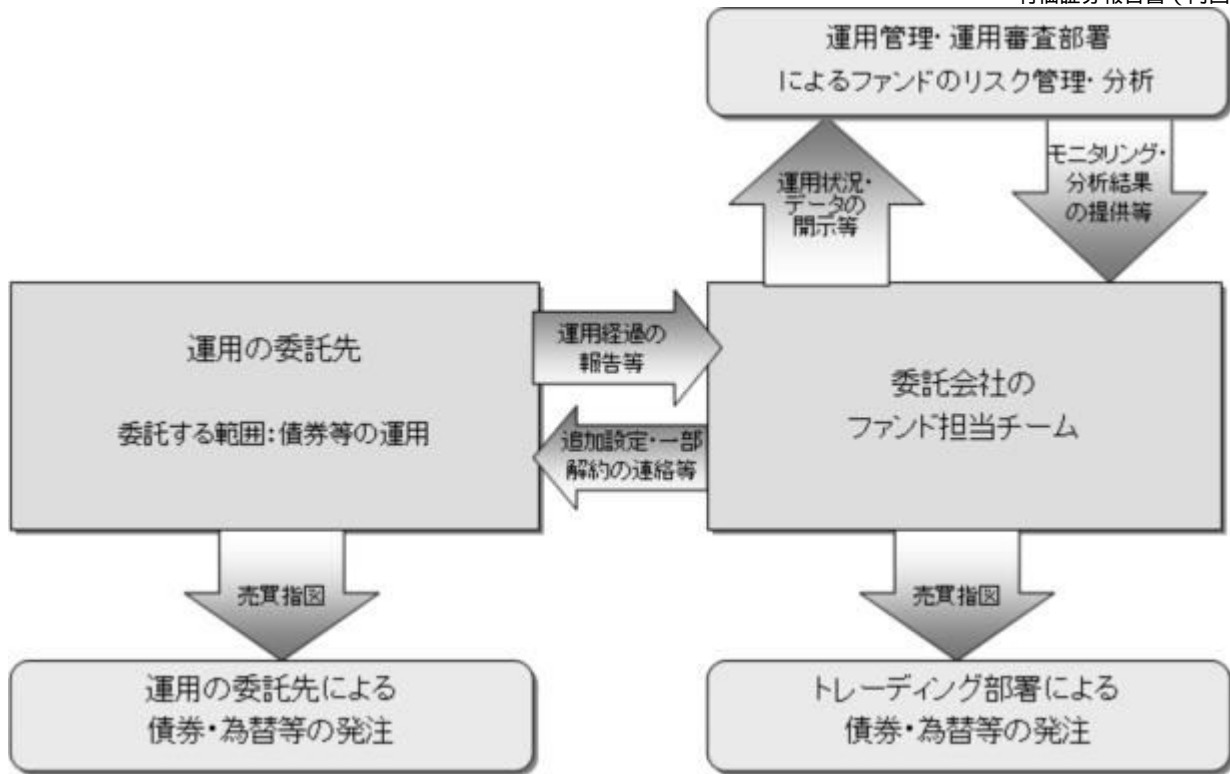 運用管理・運用審査部署
によるファンドのリスク管理・分析
運用状況・
データの
開示等
モニタリング・
分析結果
の提供等
運用の委託先
委託する範囲:債券等の運用
運用経過の
報告等
追加設定・一部
解約の連絡等
委託会社の
ファンド担当チーム
売買指図
売買指図
運用の委託先による
債券・為替等の発注
トレーディング部署による
債券・為替等の発注